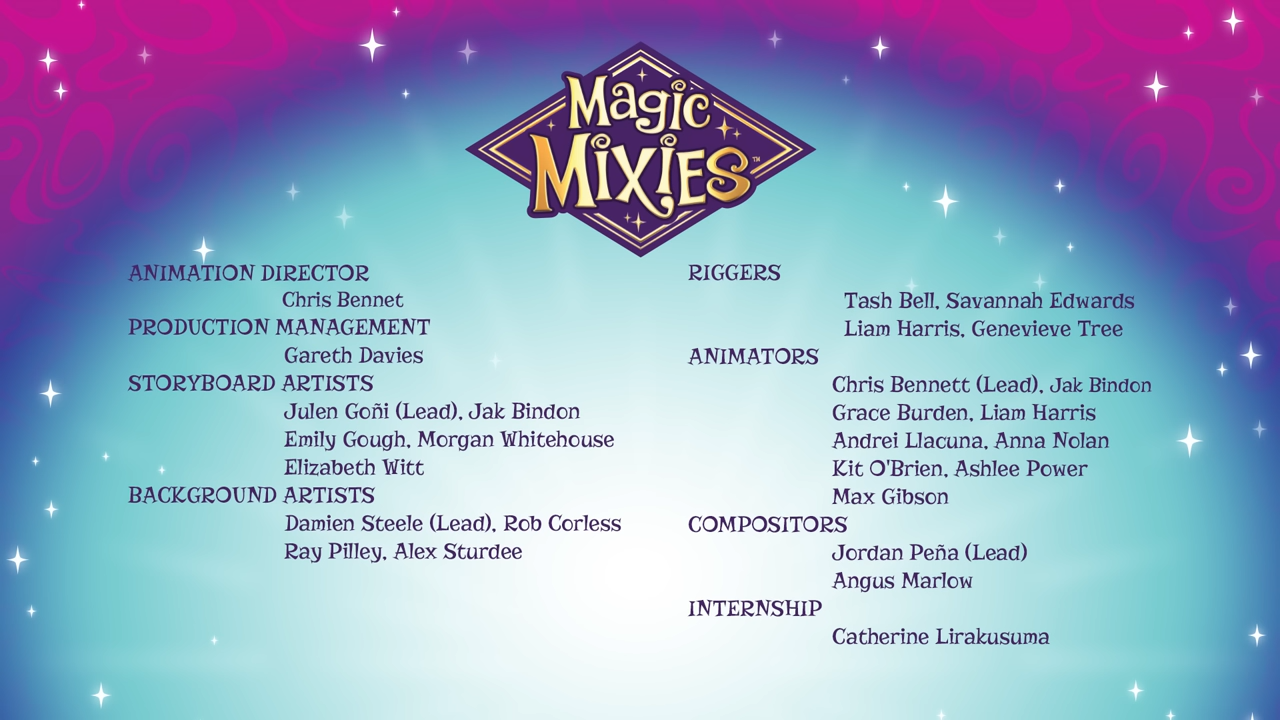 Magic
Mixies™
ANIMATION DIRECTOR
Chris Bennet
PRODUCTION MANAGEMENT
Gareth Davies
STORYBOARD ARTISTS
Julen Goñi (Lead), Jak Bindon
Emily Gough, Morgan Whitehouse
Elizabeth Witt
BACKGROUND ARTISTS
Damien Steele (Lead), Rob Corless
Ray Pilley, Alex Sturdee
RIGGERS
Tash Bell, Savannah Edwards
Liam Harris, Genevieve Tree
ANIMATORS
Chris Bennett (Lead), Jak Bindon
Grace Burden, Liam Harris
Andrei Llacuna, Anna Nolan
Kit O'Brien, Ashlee Power
Max Gibson
COMPOSITORS
Jordan Peña (Lead)
Angus Marlow
INTERNSHIP
Catherine Lirakusuma